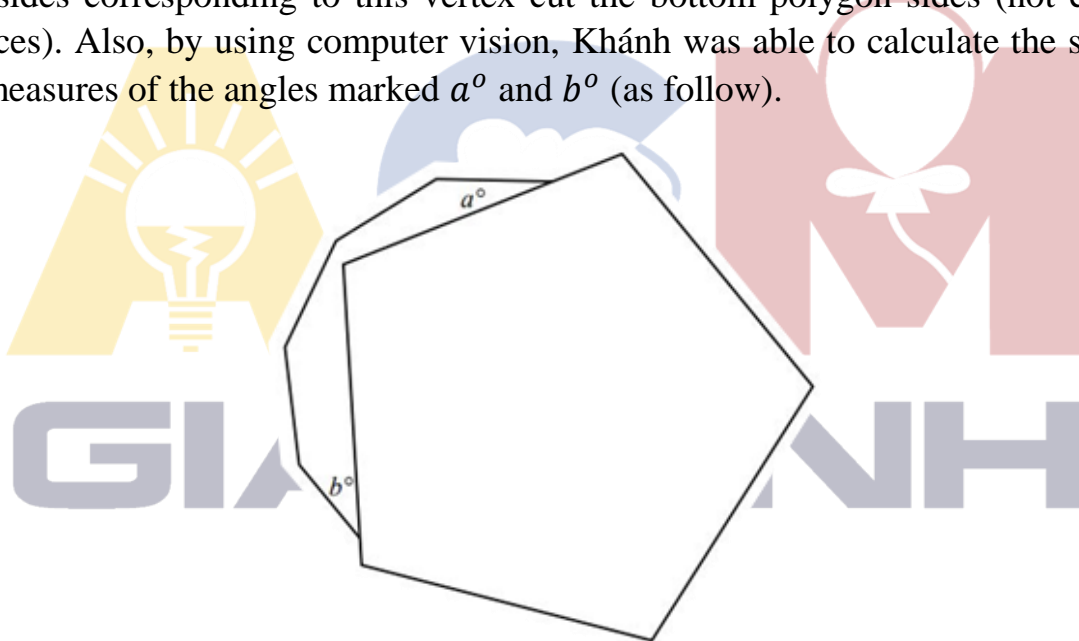 sides corresponding to this vertex cut the bottom polygon sides (not
ces). Also, by using computer vision, Khánh was able to calculate the s
measures of the angles marked aº and bº (as follow).
a°
b°